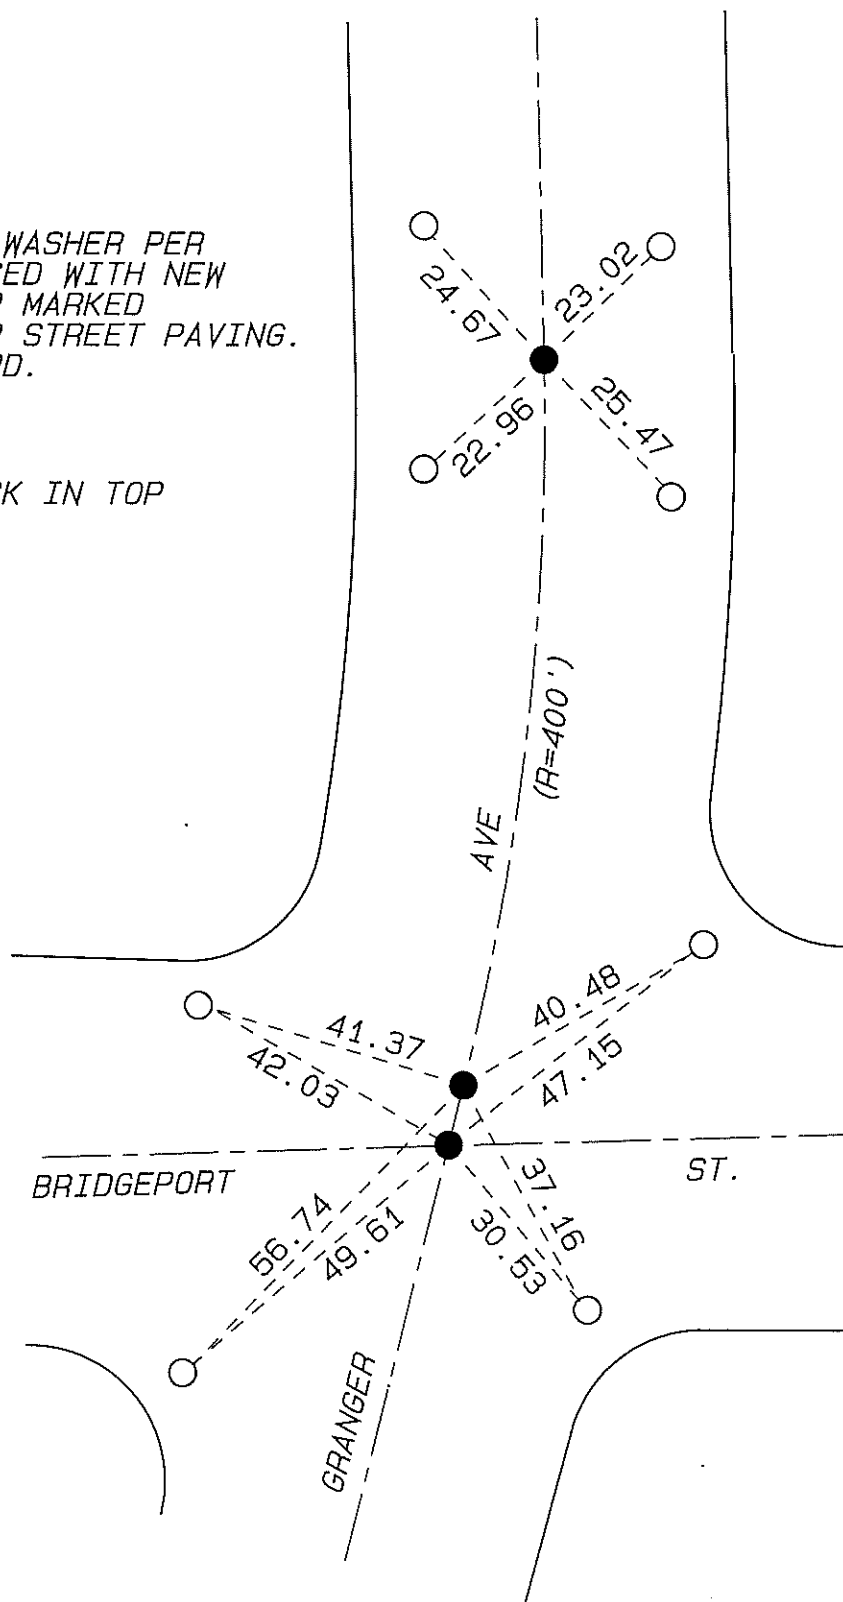 WASHER PER
ED WITH NEW
MARKED
STREET PAVING.
D.
K IN TOP
24.67
23.02
22.96
25.47
(R=400')
AVE
40.48
41.37
47.15
42.03
BRIDGEPORT
ST.
37.16
56.74
49.61
30.53
GRANGER